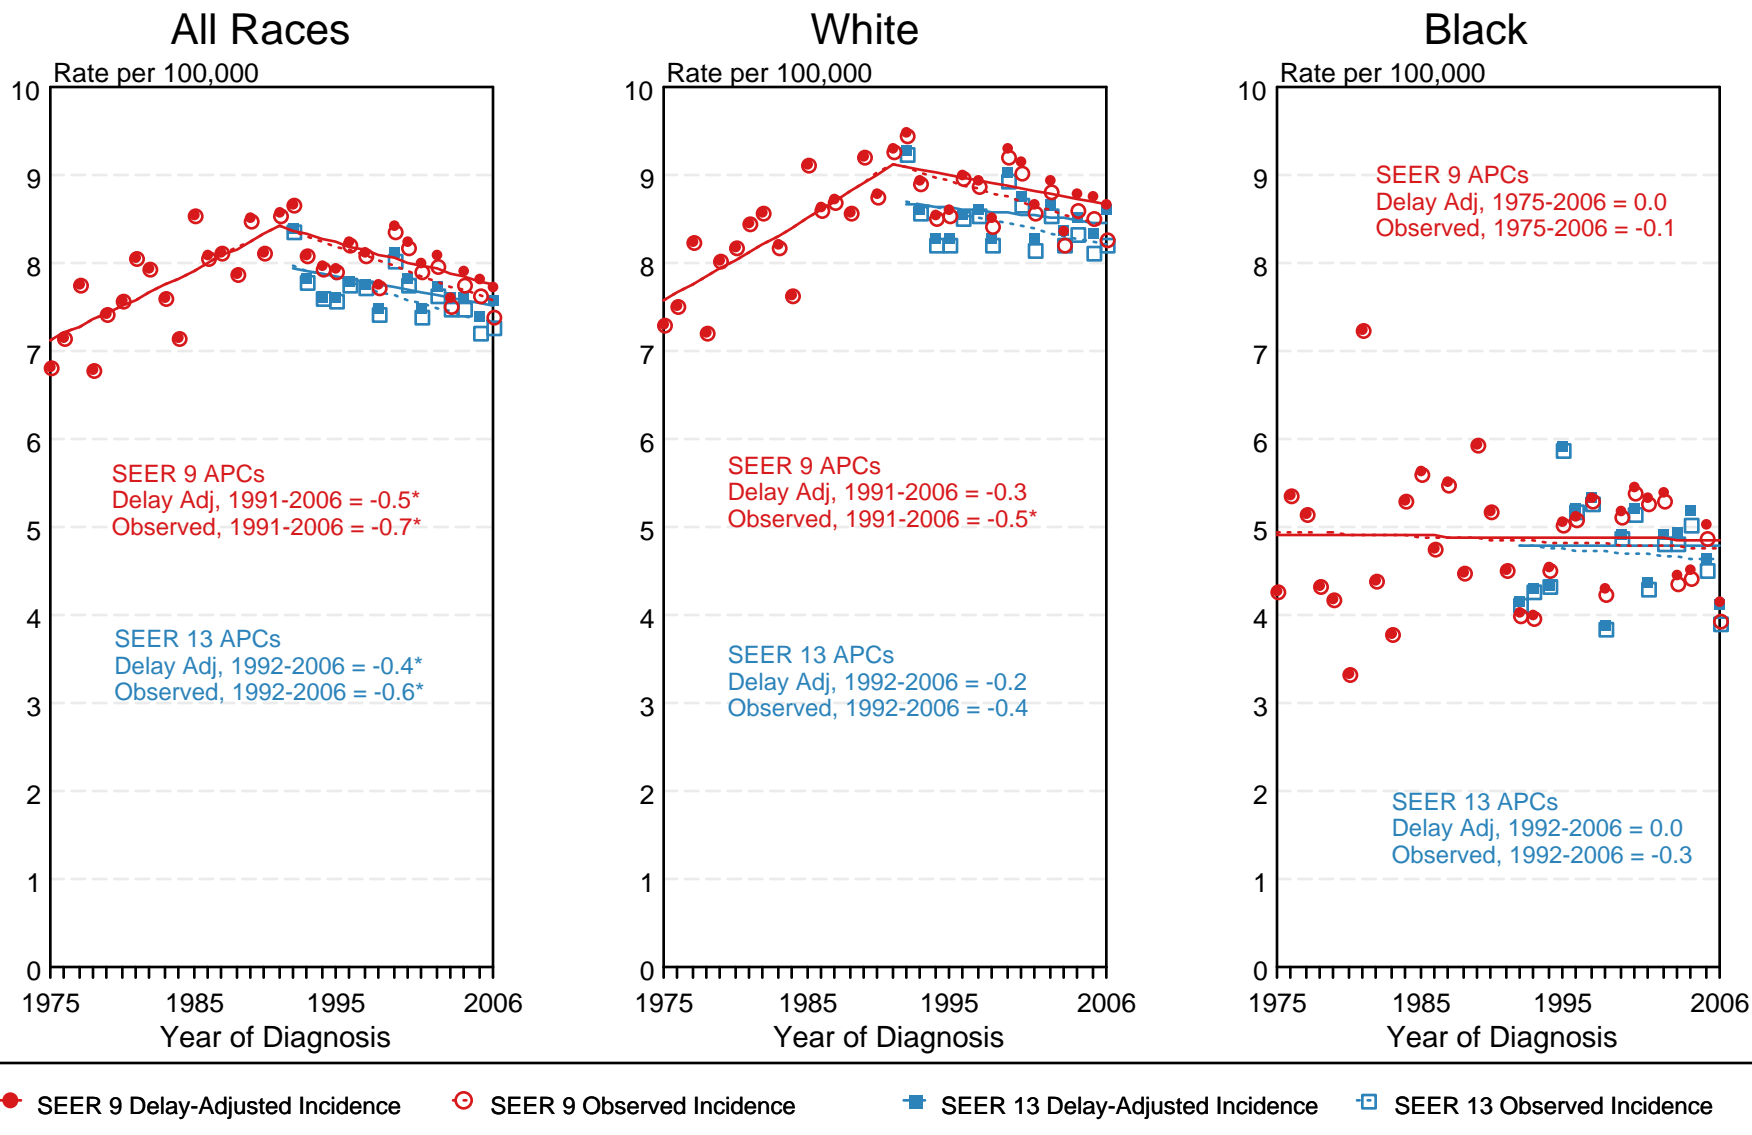 All Races
White
Black
Rate per 100,000
Rate per 100,000
Rate per 100,000
10
9
8
7
6
5
4
3
2
1
0
SEER 9 APCs
Delay Adj, 1991-2006 = -0.5*
Observed, 1991-2006 = -0.7*
SEER 13 APCs
Delay Adj, 1992-2006 = -0.4*
Observed, 1992-2006 = -0.6*
1975
1985
1995
2006
Year of Diagnosis
10
9
8
7
6
5
4
3
2
1
0
SEER 9 APCs
Delay Adj, 1991-2006 = -0.3
Observed, 1991-2006 = -0.5*
SEER 13 APCs
Delay Adj, 1992-2006 = -0.2
Observed, 1992-2006 = -0.4
1975
1985
1995
2006
Year of Diagnosis
10
9
8
7
6
5
4
3
2
1
0
SEER 9 APCs
Delay Adj, 1975-2006 = 0.0
Observed, 1975-2006 = -0.1
SEER 13 APCs
Delay Adj, 1992-2006 = 0.0
Observed, 1992-2006 = -0.3
1975
1985
1995
2006
Year of Diagnosis
SEER 9 Delay-Adjusted Incidence
SEER 9 Observed Incidence
SEER 13 Delay-Adjusted Incidence
SEER 13 Observed Incidence